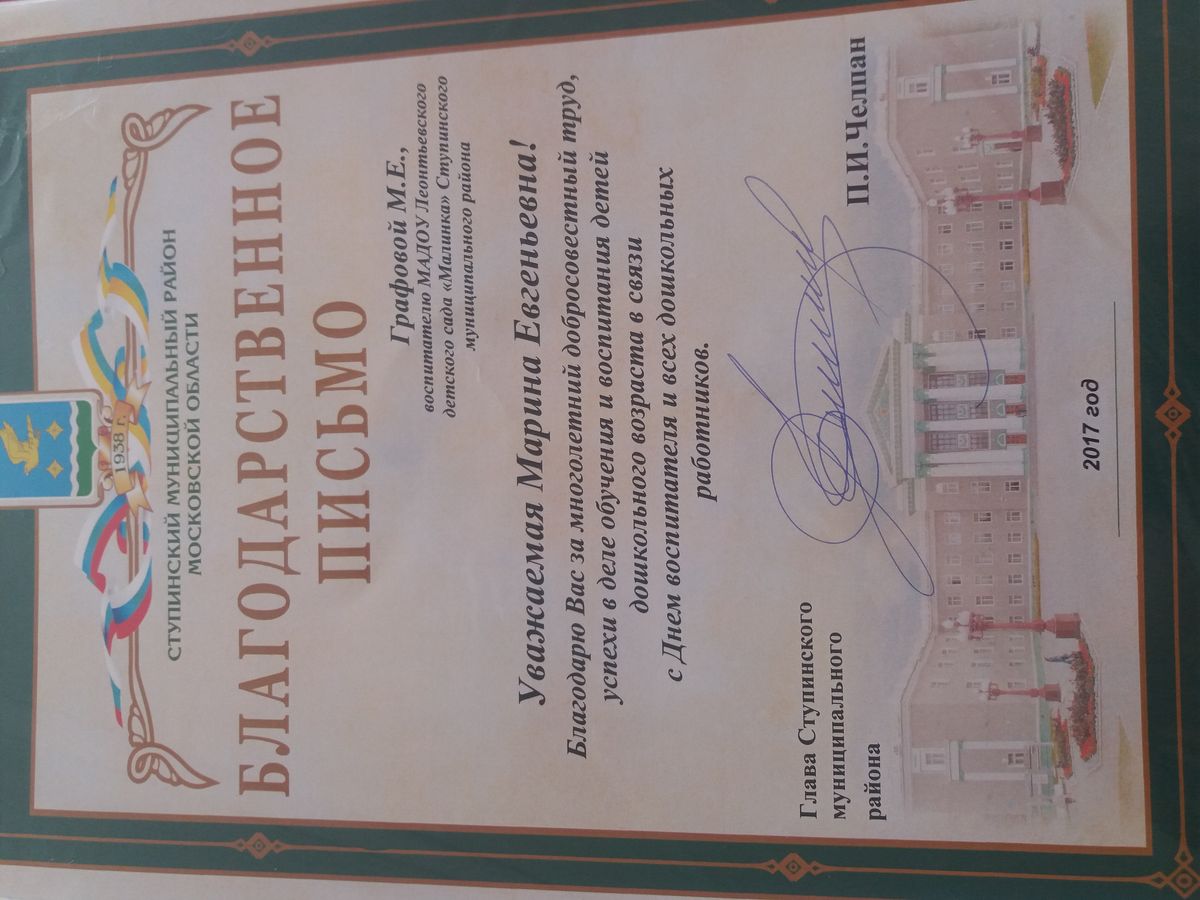 1938 г.
СТУПИНСКИЙ МУНИЦИПАЛЬНЫЙ РАЙОН
МОСКОВСКОЙ ОБЛАСТИ
БЛАГОДАРСТВЕННОЕ
ПИСЬМО
Графовой М.Е.,
воспитателю МАДОУ Леонтьевского
детского сада «Малинка» Ступинского
муниципального района
Уважаемая Марина Евгеньевна!
Благодарю Вас за многолетний добросовестный труд,
успехи в деле обучения и воспитания детей
дошкольного возраста в связи
с Днем воспитателя и всех дошкольных
работников.
Глава Ступинского
муниципального
района
П.И.Челпан
2017 год